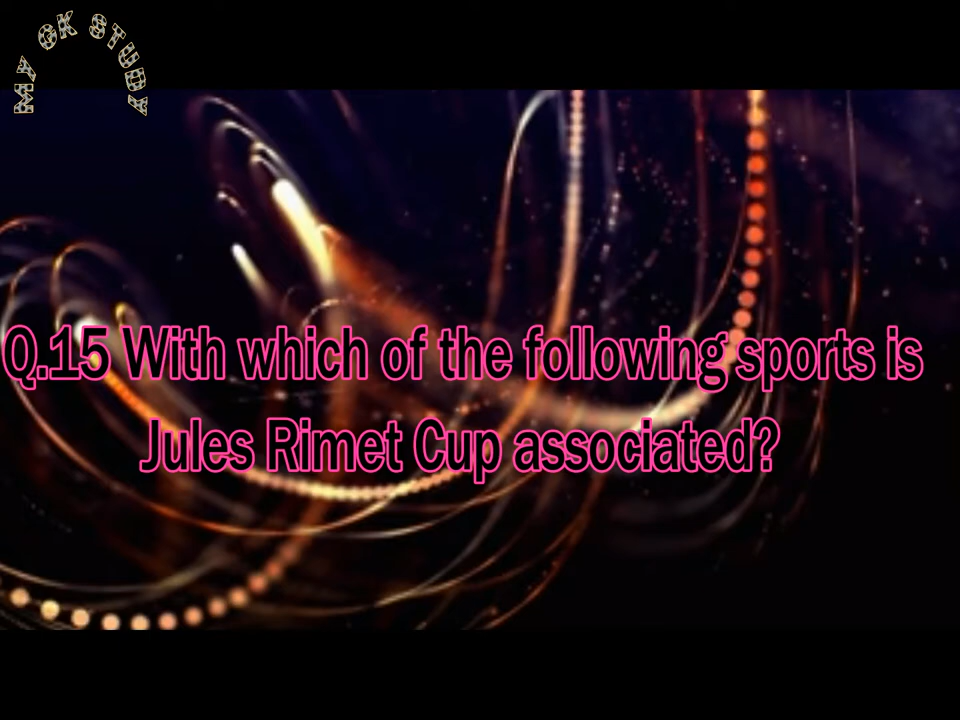 MY GK STUDY
Q.15 With which of the following sports is
Jules Rimet Cup associated?